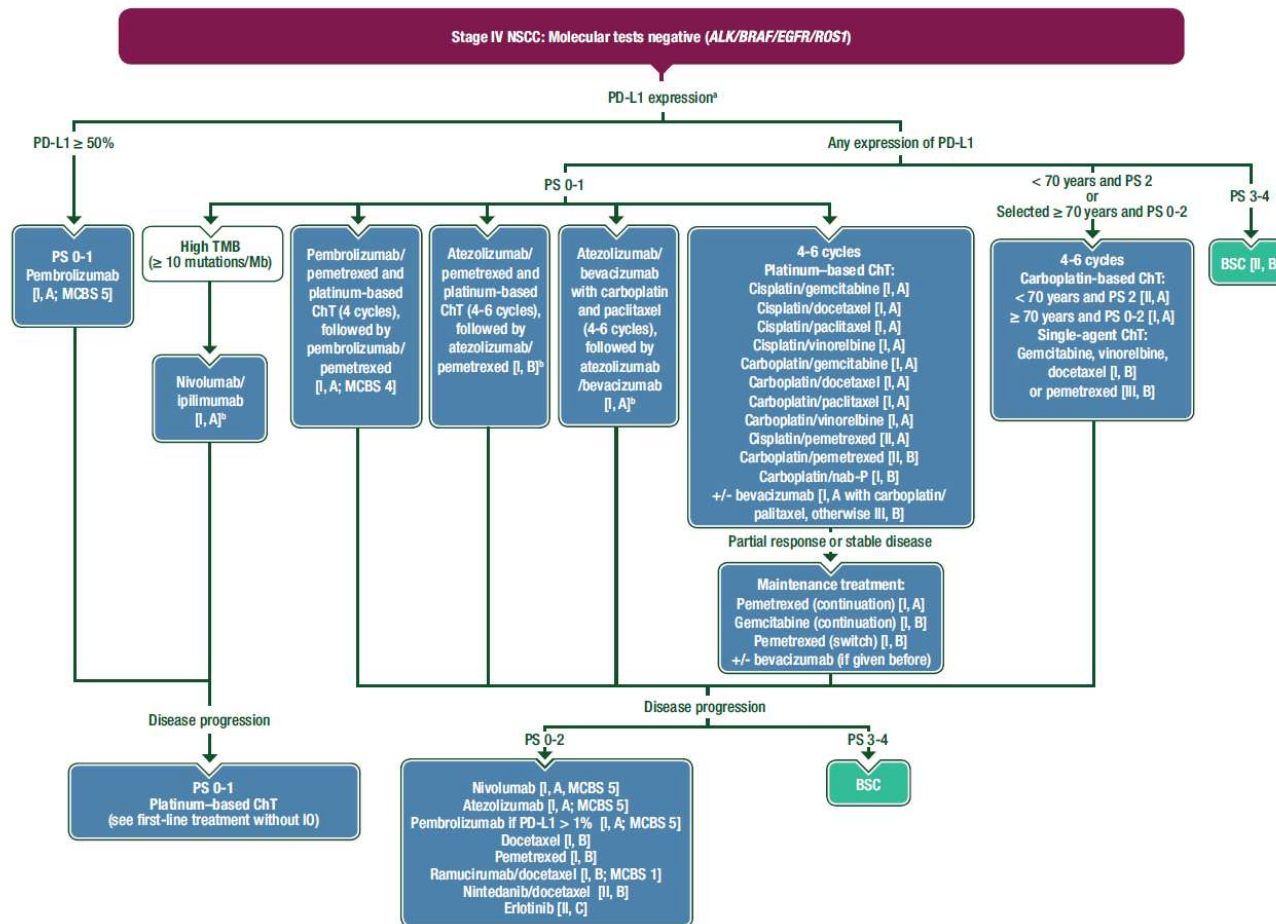 Stage IV NSCC: Molecular tests negative (ALK/BRAF/EGFR/ROS1)
PD-L1 expressionᵃ
PD-L1 ≥ 50%
Any expression of PD-L1
PS 0-1
< 70 years and PS 2
or
Selected ≥ 70 years and PS 0-2
PS 3-4
PS 0-1
Pembrolizumab
[I, A; MCBS 5]
High TMB
(≥ 10 mutations/Mb)
Nivolumab/
ipilimumab
[I, A]ᵇ
Pembrolizumab/
pemetrexed and
platinum-based
ChT (4 cycles),
followed by
pembrolizumab/
pemetrexed
[I, A; MCBS 4]
Atezolizumab/
pemetrexed and
platinum-based
ChT (4-6 cycles),
followed by
atezolizumab/
pemetrexed [I, B]ᵇ
Atezolizumab/
bevacizumab
with carboplatin
and paclitaxel
(4-6 cycles),
followed by
atezolizumab
/bevacizumab
[I, A]ᵇ
4-6 cycles
Platinum–based ChT:
Cisplatin/gemcitabine [I, A]
Cisplatin/docetaxel [I, A]
Cisplatin/paclitaxel [I, A]
Cisplatin/vinorelbine [I, A]
Carboplatin/gemcitabine [I, A]
Carboplatin/docetaxel [I, A]
Carboplatin/paclitaxel [I, A]
Carboplatin/vinorelbine [I, A]
Cisplatin/pemetrexed [II, A]
Carboplatin/pemetrexed [II, B]
Carboplatin/nab-P [I, B]
+/- bevacizumab [I, A with carboplatin/
palitaxel, otherwise III, B]
4-6 cycles
Carboplatin-based ChT:
< 70 years and PS 2 [II, A]
≥ 70 years and PS 0-2 [I, A]
Single-agent ChT:
Gemcitabine, vinorelbine,
docetaxel [I, B]
or pemetrexed [III, B]
BSC [II, B]
Partial response or stable disease
Maintenance treatment:
Pemetrexed (continuation) [I, A]
Gemcitabine (continuation) [I, B]
Pemetrexed (switch) [I, B]
+/- bevacizumab (if given before)
Disease progression
PS 0-1
Platinum–based ChT
(see first-line treatment without IO)
Disease progression
PS 0-2
PS 3-4
Nivolumab [I, A, MCBS 5]
Atezolizumab [I, A; MCBS 5]
Pembrolizumab if PD-L1 > 1% [I, A; MCBS 5]
Docetaxel [I, B]
Pemetrexed [I, B]
Ramucirumab/docetaxel [I, B; MCBS 1]
Nintedanib/docetaxel [II, B]
Erlotinib [II, C]
BSC